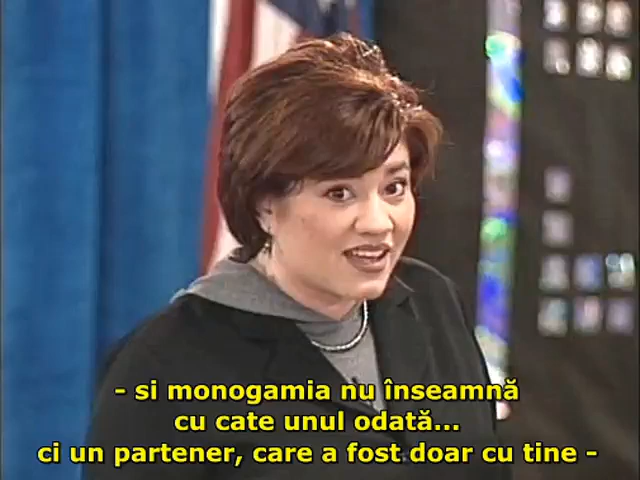 - si monogamia nu înseamnă
cu cate unul odată...
ci un partener, care a fost doar cu tine -